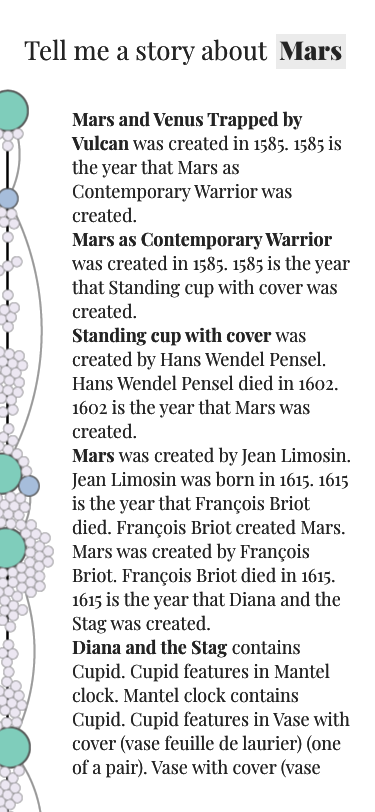 Tell me a story about Mars
Mars and Venus Trapped by
Vulcan was created in 1585. 1585 is
the year that Mars as
Contemporary Warrior was
created.
Mars as Contemporary Warrior
was created in 1585. 1585 is the year
that Standing cup with cover was
created.
Standing cup with cover was
created by Hans Wendel Pensel.
Hans Wendel Pensel died in 1602.
1602 is the year that Mars was
created.
Mars was created by Jean Limosin.
Jean Limosin was born in 1615. 1615
is the year that François Briot
died. François Briot created Mars.
Mars was created by François
Briot. François Briot died in 1615.
1615 is the year that Diana and the
Stag was created.
Diana and the Stag contains
Cupid. Cupid features in Mantel
clock. Mantel clock contains
Cupid. Cupid features in Vase with
cover (vase feuille de laurier) (one
of a pair). Vase with cover (vase